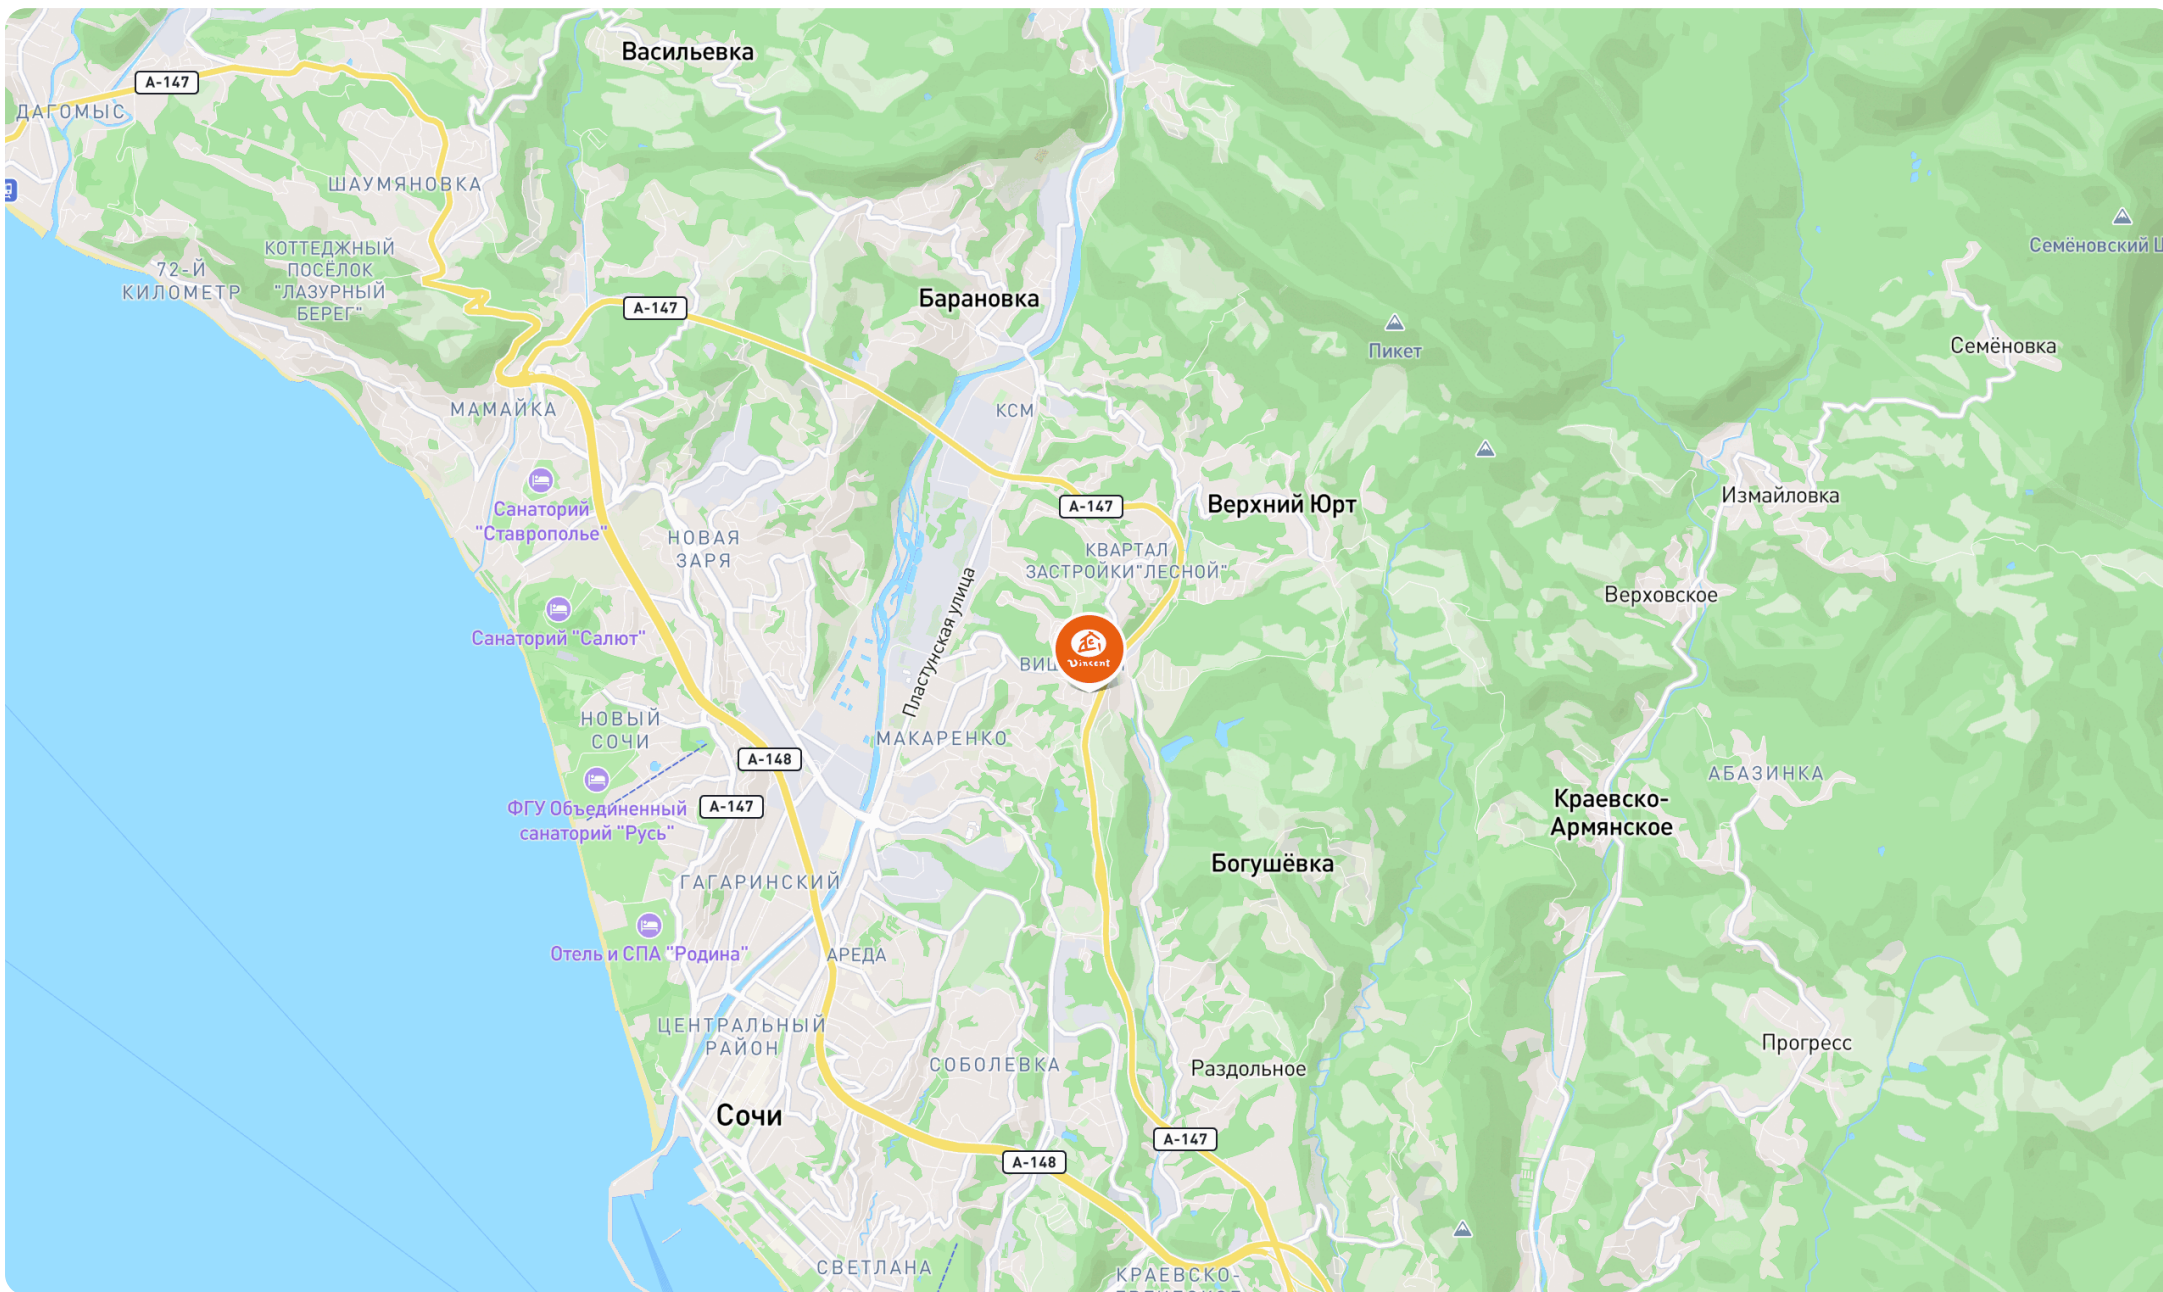 Васильевка
А-147
ДАГОМЫС
ШАУМЯНОВКА
Семёновский
КОТТЕДЖНЫЙ
ПОСЁЛОК
"ЛАЗУРНЫЙ
БЕРЕГ"
72-Й
КИЛОМЕТР
Барановка
А-147
Пикет
Семёновка
МАМАЙКА
КСМ
Измайловка
Верхний Юрт
А-147
Санаторий
"Ставрополье"
НОВАЯ
ЗАРЯ
КВАРТАЛ
ЗАСТРОЙКИ"ЛЕСНОЙ"
Верховское
Санаторий "Салют"
Пластунская улица
Vincent
НОВЫЙ
СОЧИ
МАКАРЕНКО
А-148
АБАЗИНКА
А-147
ФГУ Объединенный
санаторий "Русь"
Краевско-
Армянское
Богушёвка
ГАГАРИНСКИЙ
Отель и СПА "Родина"
АРЕДА
ЦЕНТРАЛЬНЫЙ
РАЙОН
Прогресс
СОБОЛЕВКА
Раздольное
Сочи
А-147
А-148
СВЕТЛАНА
КРАЕВСКО-